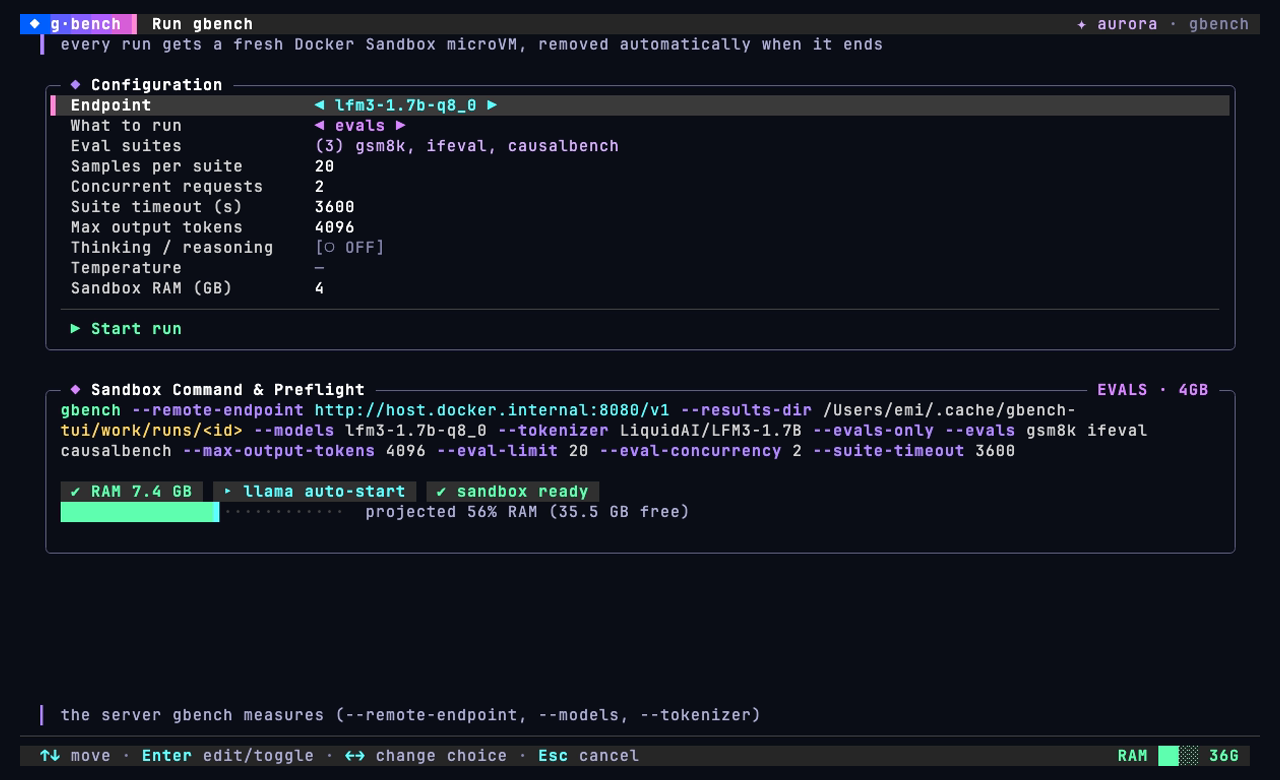 ◆ g·bench Run gbench ✦ aurora · gbench
every run gets a fresh Docker Sandbox microVM, removed automatically when it ends
◆ Configuration
Endpoint ◀ lfm3-1.7b-q8_0 ▶
What to run ◀ evals ▶
Eval suites (3) gsm8k, ifeval, causalbench
Samples per suite 20
Concurrent requests 2
Suite timeout (s) 3600
Max output tokens 4096
Thinking / reasoning [○ OFF]
Temperature —
Sandbox RAM (GB) 4
▶ Start run
◆ Sandbox Command & Preflight EVALS · 4GB
gbench --remote-endpoint http://host.docker.internal:8080/v1 --results-dir /Users/emi/.cache/gbench-
tui/work/runs/<id> --models lfm3-1.7b-q8_0 --tokenizer LiquidAI/LFM3-1.7B --evals-only --evals gsm8k ifeval
causalbench --max-output-tokens 4096 --eval-limit 20 --eval-concurrency 2 --suite-timeout 3600
✔ RAM 7.4 GB ‣ llama auto-start ✔ sandbox ready
············ projected 56% RAM (35.5 GB free)
the server gbench measures (--remote-endpoint, --models, --tokenizer)
↑↓ move · Enter edit/toggle · ←→ change choice · Esc cancel RAM 36G